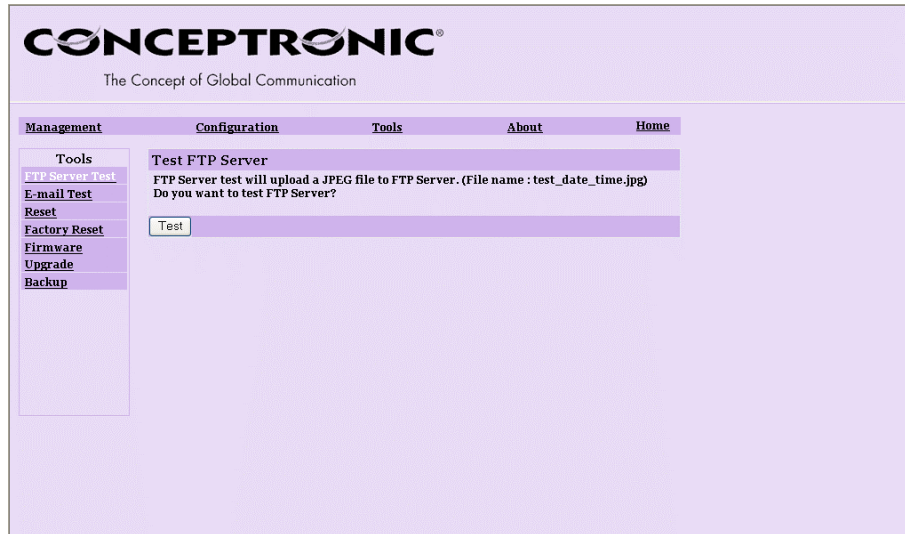 CONCEPTRONIC®
The Concept of Global Communication
Management Configuration Tools About Home
Tools
FTP Server Test
E-mail Test
Reset
Factory Reset
Firmware
Upgrade
Backup
Test FTP Server
FTP Server test will upload a JPEG file to FTP Server. (File name : test_date_time.jpg)
Do you want to test FTP Server?
Test